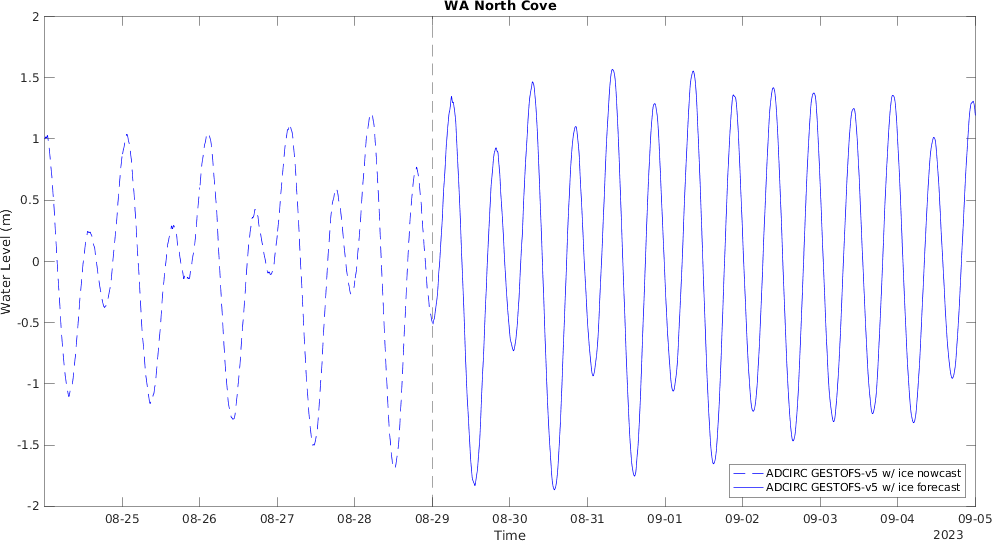 WA North Cove
2
1.5
1
0.5
0
-0.5
-1
-1.5
-2
Water Level (m)
ADCIRC GESTOFS-v5 w/ ice nowcast
ADCIRC GESTOFS-v5 w/ ice forecast
08-25 08-26 08-27 08-28 08-29 08-30 08-31 09-01 09-02 09-03 09-04 09-05
Time
2023